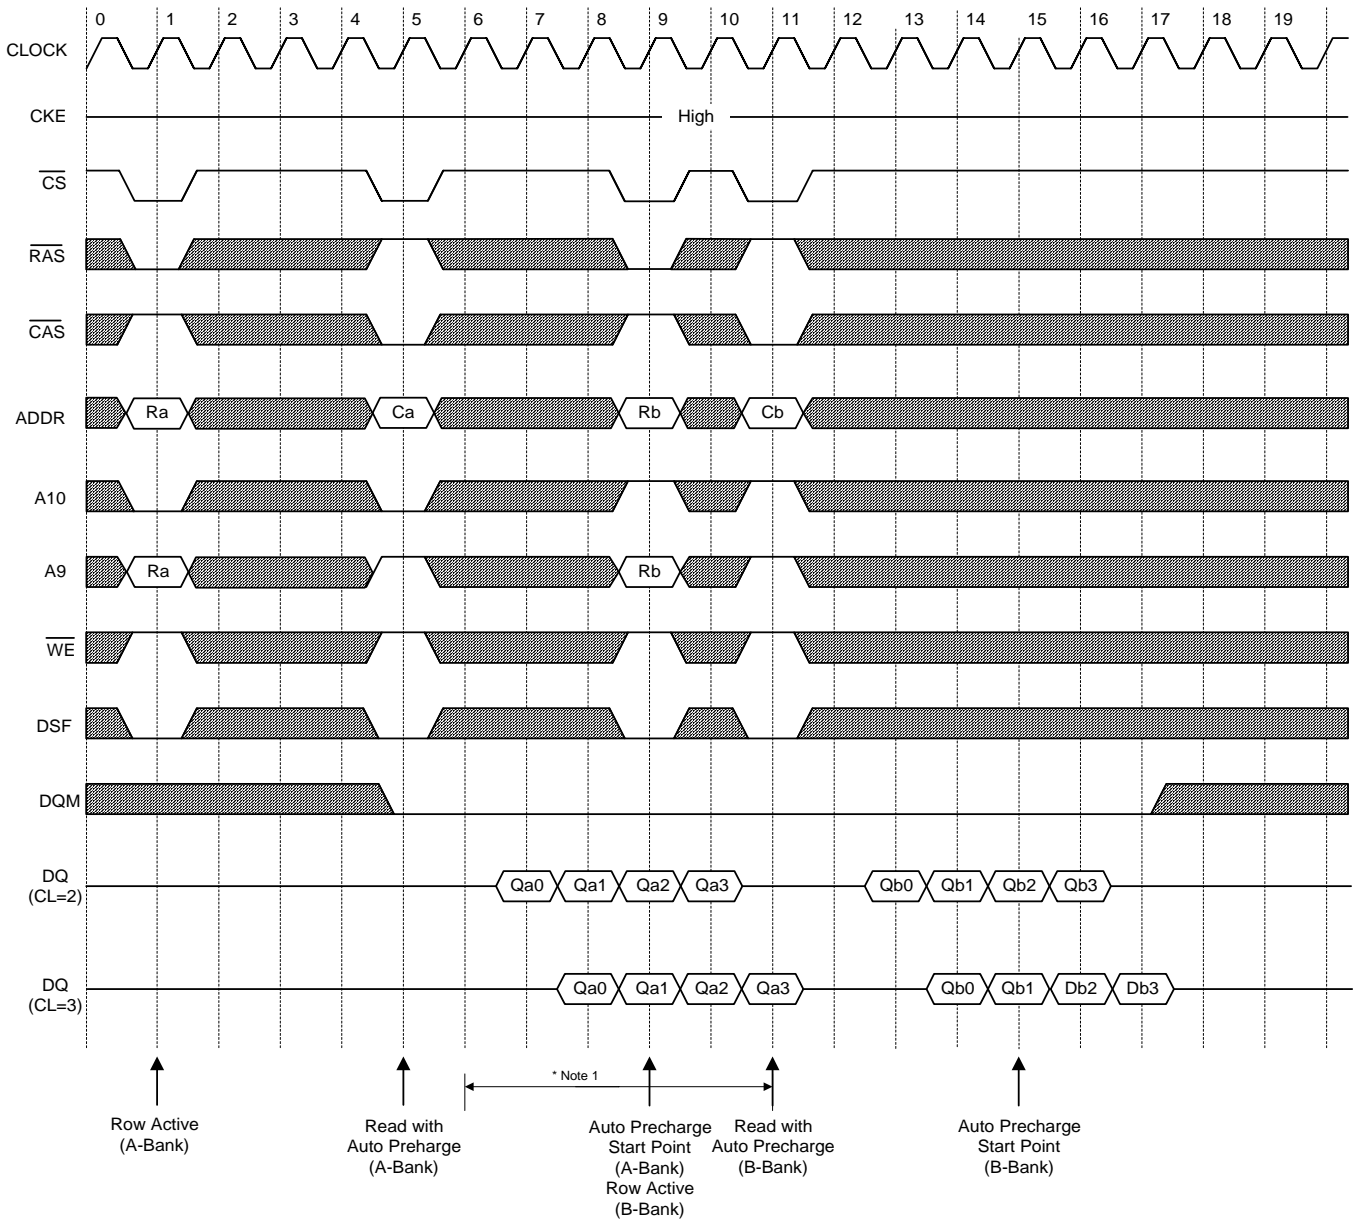 0 1 2 3 4 5 6 7 8 9 10 11 12 13 14 15 16 17 18 19
CLOCK
CKE High
CS
RAS
CAS
ADDR Ra Ca Rb Cb
A10
A9 Ra Rb
WE
DSF
DQM
DQ
(CL=2)
Qa0 Qa1 Qa2 Qa3 Qb0 Qb1 Qb2 Qb3
DQ
(CL=3)
Qa0 Qa1 Qa2 Qa3 Qb0 Qb1 Db2 Db3
* Note 1
Row Active
(A-Bank)
Read with
Auto Preharge
(A-Bank)
Auto Precharge
Start Point
(A-Bank)
Row Active
(B-Bank)
Read with
Auto Precharge
(B-Bank)
Auto Precharge
Start Point
(B-Bank)